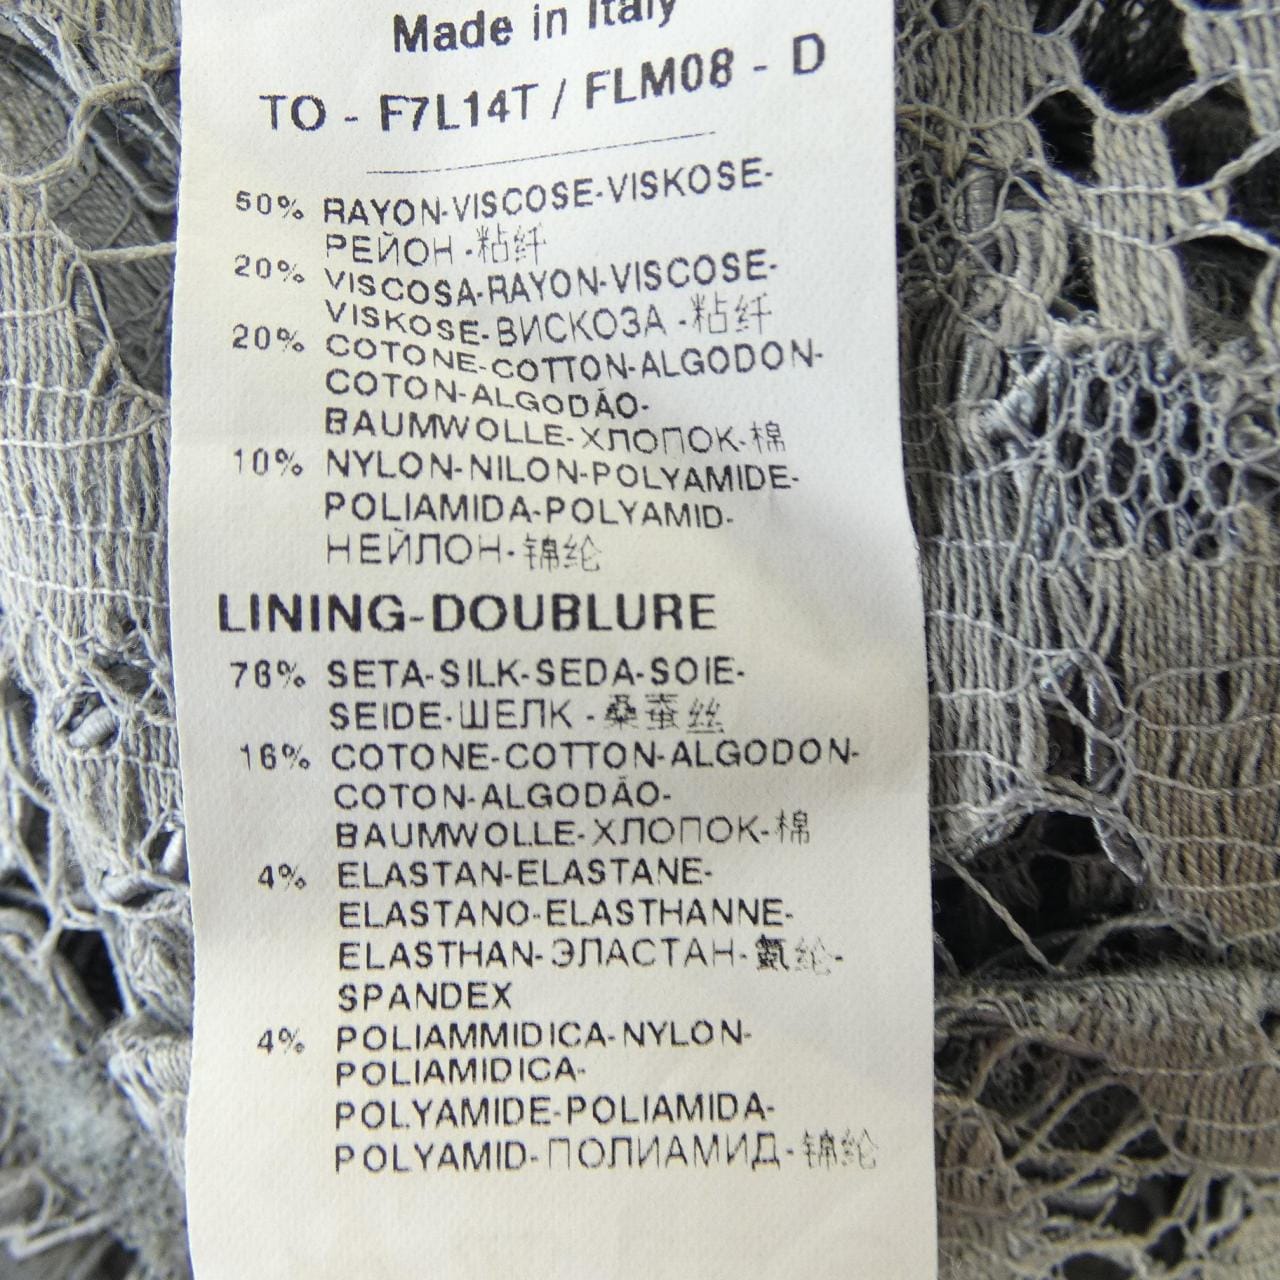 Made in Italy
TO - F7L14T / FLM08 - D
50% RAYON-VISCOSE-VISKOSE-
РЕЙОН-粘纤
20% VISCOSA-RAYON-VISCOSE-
VISKOSE-ВИСКОЗА-粘纤
20% COTONE-COTTON-ALGODON-
COTON-ALGODÃO-
BAUMWOLLE-ХЛОПОК-棉
10% NYLON-NILON-POLYAMIDE-
POLIAMIDA-POLYAMID-
НЕЙЛОН-锦纶
LINING-DOUBLURE
76% SETA-SILK-SEDA-SOIE-
SEIDE-ШЕЛК-桑蚕丝
16% COTONE-COTTON-ALGODON-
COTON-ALGODÃO-
BAUMWOLLE-ХЛОПОК-棉
4% ELASTAN-ELASTANE-
ELASTANO-ELASTHANNE-
ELASTHAN-ЭЛАСТАН-氨纶-
SPANDEX
4% POLIAMMIDICA-NYLON-
POLIAMIDICA-
POLYAMIDE-POLIAMIDA-
POLYAMID-ПОЛИАМИД-锦纶